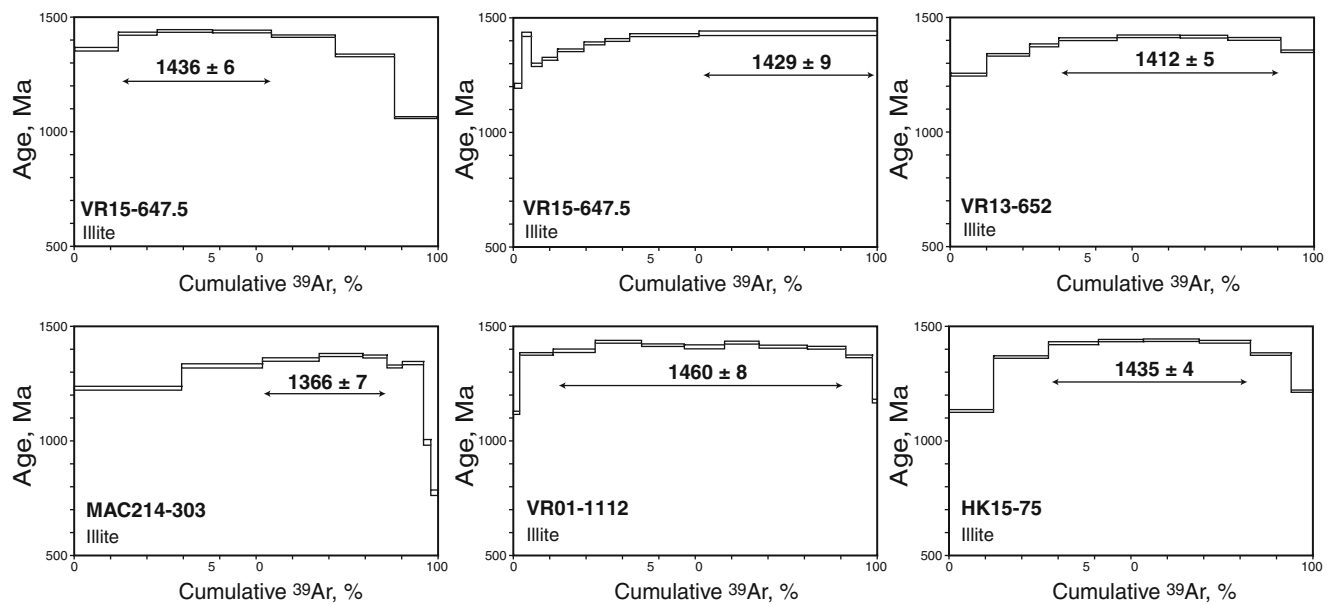 1500
1000
500
Age, Ma
1436 ± 6
VR15-647.5
Illite
0 5 0 100
Cumulative ³⁹Ar, %
1500
1000
500
Age, Ma
1429 ± 9
VR15-647.5
Illite
0 5 0 100
Cumulative ³⁹Ar, %
1500
1000
500
Age, Ma
1412 ± 5
VR13-652
Illite
0 5 0 100
Cumulative ³⁹Ar, %
1500
1000
500
Age, Ma
1366 ± 7
MAC214-303
Illite
0 5 0 100
Cumulative ³⁹Ar, %
1500
1000
500
Age, Ma
1460 ± 8
VR01-1112
Illite
0 5 0 100
Cumulative ³⁹Ar, %
1500
1000
500
Age, Ma
1435 ± 4
HK15-75
Illite
0 5 0 100
Cumulative ³⁹Ar, %